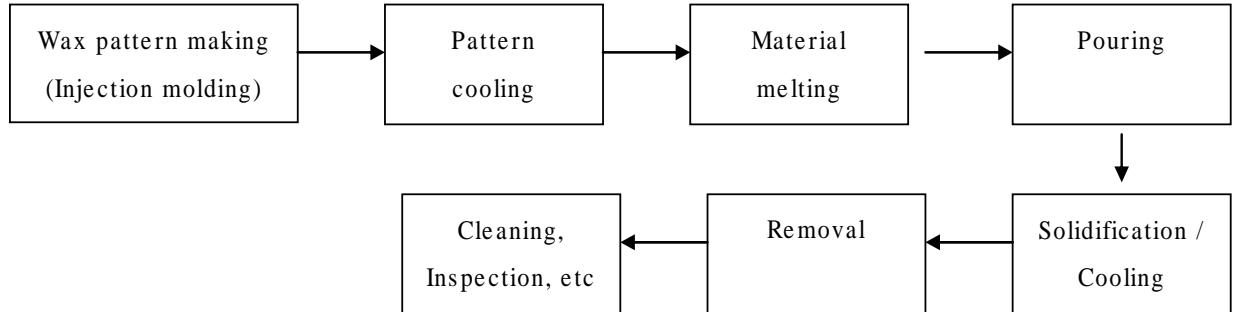 Wax pattern making
(Injection molding)
Pattern
cooling
Material
melting
Pouring
Solidification /
Cooling
Removal
Cleaning,
Inspection, etc